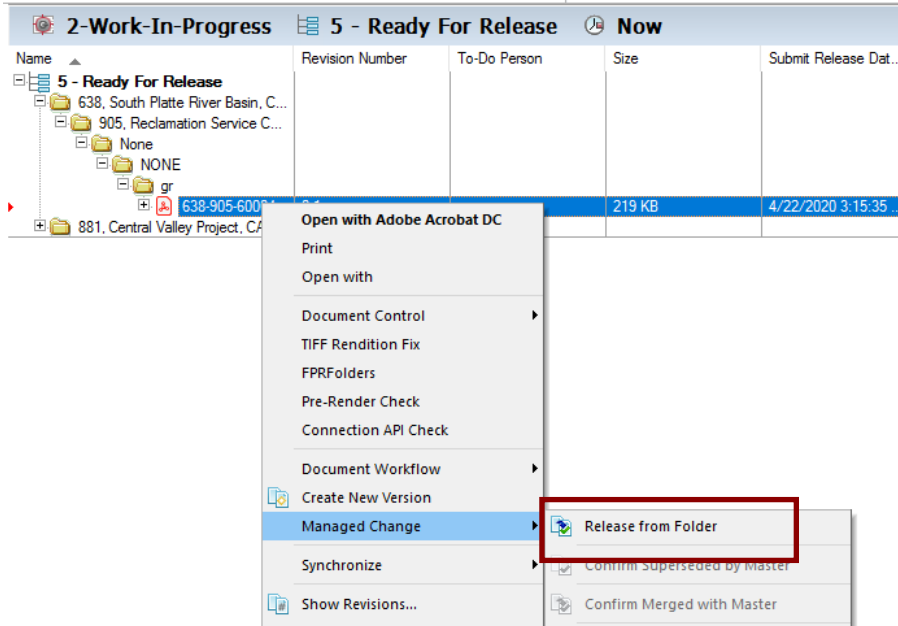 2-Work-In-Progress 5 - Ready For Release Now
Name Revision Number To-Do Person Size Submit Release Dat...
5 - Ready For Release
638, South Platte River Basin, C...
905, Reclamation Service C...
None
NONE
gr
638-905-600 219 KB 4/22/2020 3:15:35 ...
881, Central Valley Project, CA
Open with Adobe Acrobat DC
Print
Open with
Document Control
TIFF Rendition Fix
FPRFolders
Pre-Render Check
Connection API Check
Document Workflow
Create New Version
Managed Change
Release from Folder
Synchronize
Confirm Superseded by Master
Show Revisions...
Confirm Merged with Master